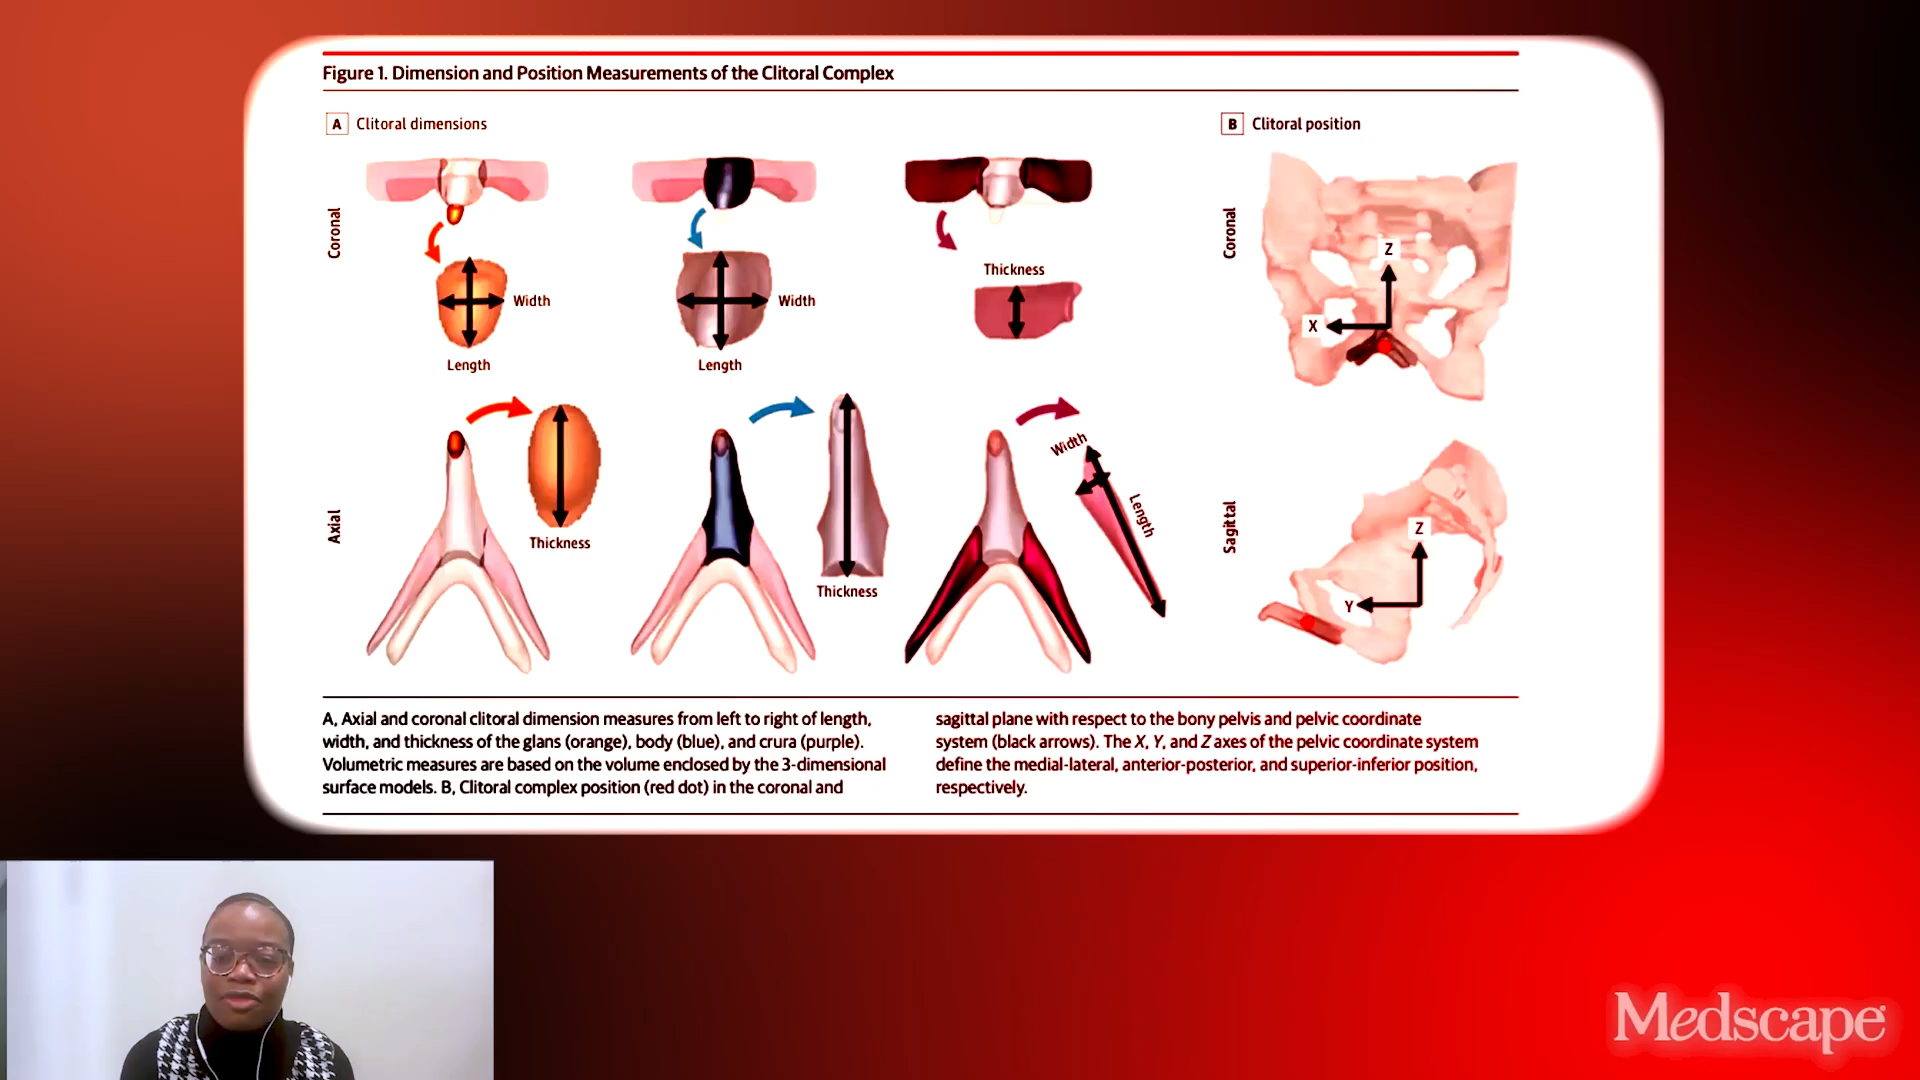 Figure 1. Dimension and Position Measurements of the Clitoral Complex
A Clitoral dimensions
Coronal
Width
Length
Width
Length
Thickness
Axial
Thickness
Thickness
Width
Length
B Clitoral position
Coronal
Z
X
Sagittal
Z
Y
A, Axial and coronal clitoral dimension measures from left to right of length,
width, and thickness of the glans (orange), body (blue), and crura (purple).
Volumetric measures are based on the volume enclosed by the 3-dimensional
surface models. B, Clitoral complex position (red dot) in the coronal and
sagittal plane with respect to the bony pelvis and pelvic coordinate
system (black arrows). The X, Y, and Z axes of the pelvic coordinate system
define the medial-lateral, anterior-posterior, and superior-inferior position,
respectively.
Medscape